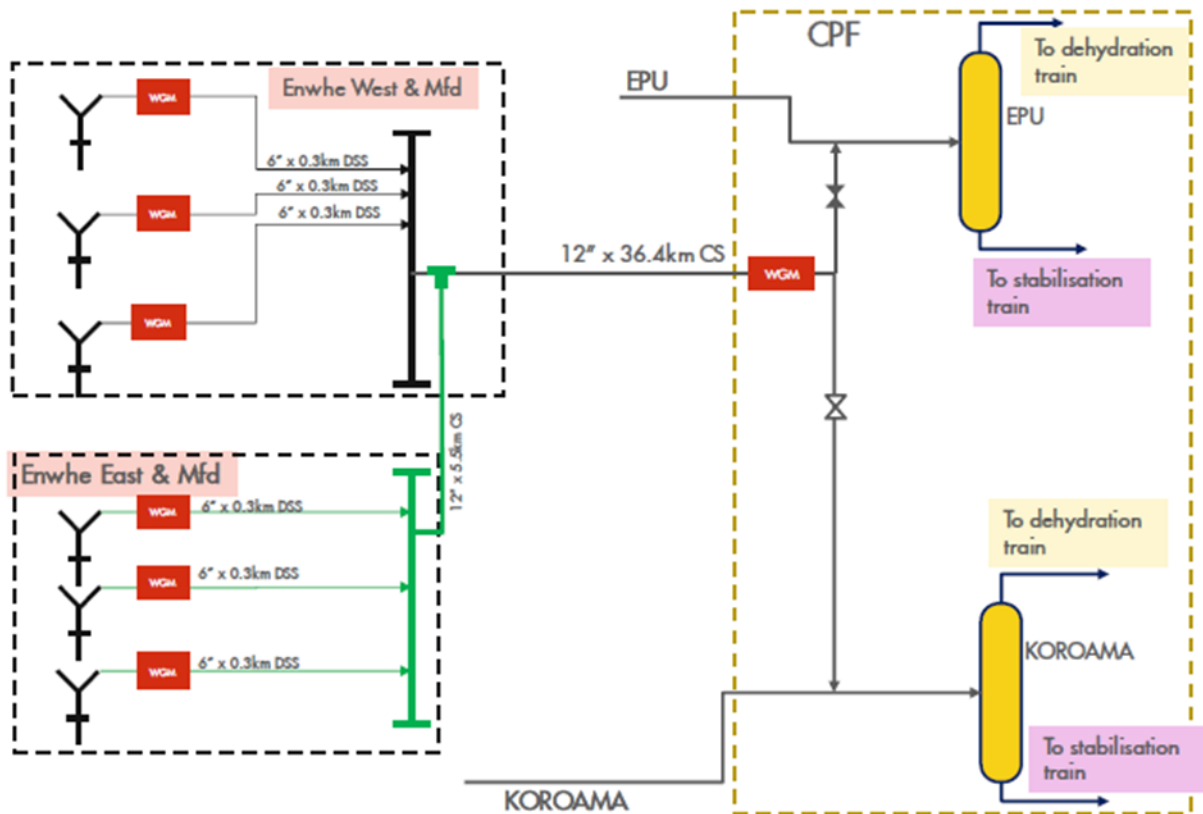 CPF
To dehydration
train
EPU
EPU
To stabilisation
train
Enwhe West & Mfd
WGM
6" x 0.3km DSS
6" x 0.3km DSS
6" x 0.3km DSS
WGM
WGM
12" x 36.4km CS
WGM
12" x 5.5km CS
Enwhe East & Mfd
WGM
6" x 0.3km DSS
WGM
6" x 0.3km DSS
WGM
6" x 0.3km DSS
To dehydration
train
KOROAMA
To stabilisation
train
KOROAMA